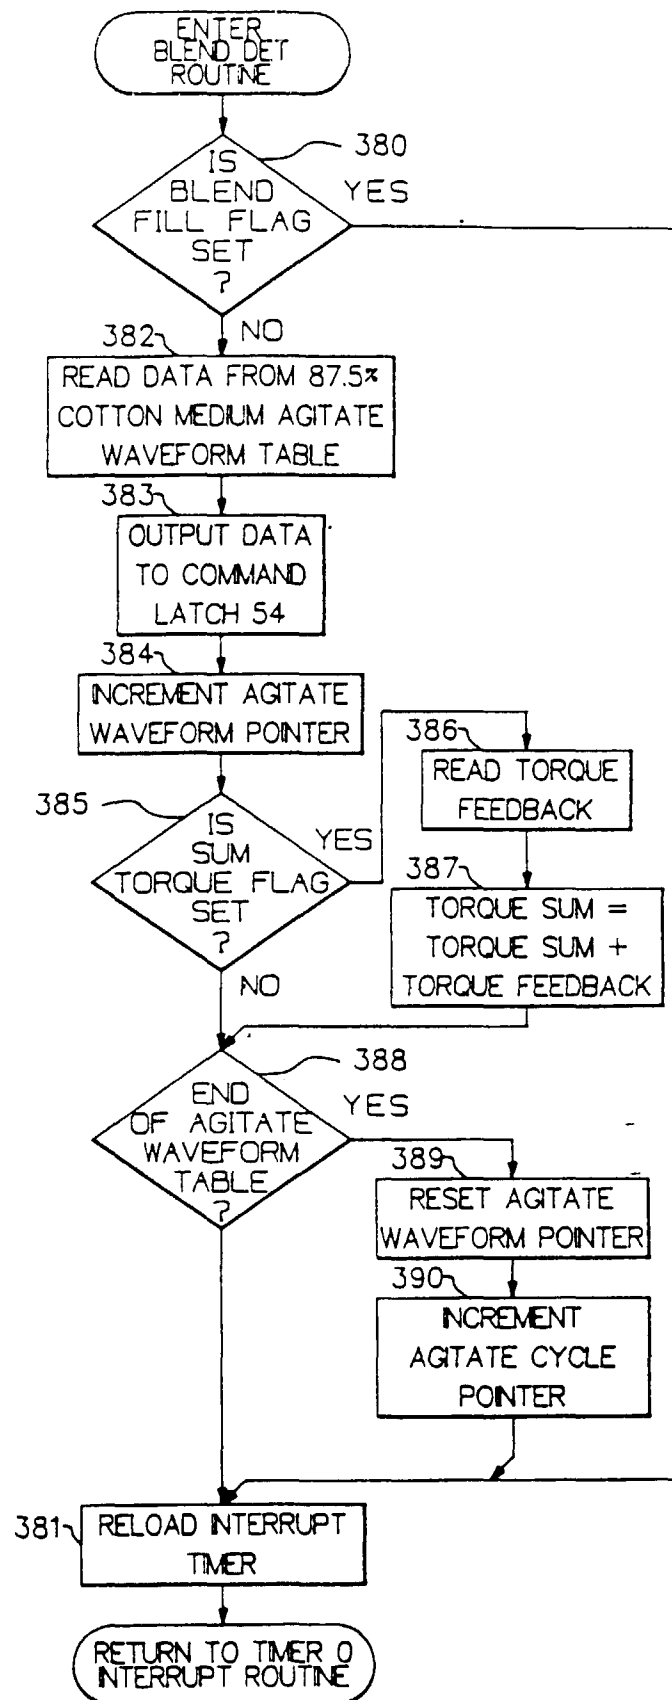 ENTER
BLEND DET
ROUTINE
380
IS
BLEND
FILL FLAG
SET
?
YES
NO
382
READ DATA FROM 87.5%
COTTON MEDIUM AGITATE
WAVEFORM TABLE
383
OUTPUT DATA
TO COMMAND
LATCH 54
384
INCREMENT AGITATE
WAVEFORM POINTER
385
IS
SUM
TORQUE FLAG
SET
?
YES
NO
386
READ TORQUE
FEEDBACK
387
TORQUE SUM =
TORQUE SUM +
TORQUE FEEDBACK
388
END
OF AGITATE
WAVEFORM
TABLE
?
YES
389
RESET AGITATE
WAVEFORM POINTER
390
INCREMENT
AGITATE CYCLE
POINTER
381
RELOAD INTERRUPT
TIMER
RETURN TO TIMER 0
INTERRUPT ROUTINE